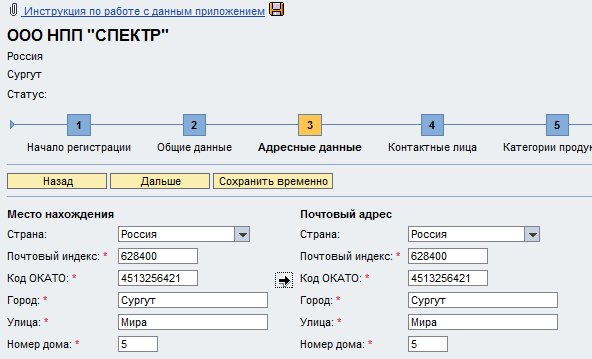 Инструкция по работе с данным приложением
ООО НПП "СПЕКТР"
Россия
Сургут
Статус:
1 2 3 4 5
Начало регистрации Общие данные Адресные данные Контактные лица Категории проду
Назад Дальше Сохранить временно
Место нахождения Почтовый адрес
Страна: Россия Страна: Россия
Почтовый индекс: * 628400 Почтовый индекс: * 628400
Код ОКАТО: * 4513256421 Код ОКАТО: * 4513256421
Город: * Сургут Город: * Сургут
Улица: * Мира Улица: * Мира
Номер дома: * 5 Номер дома: * 5